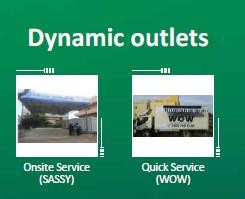 Dynamic outlets
WOW
Onsite Service
(SASSY)
Quick Service
(WOW)